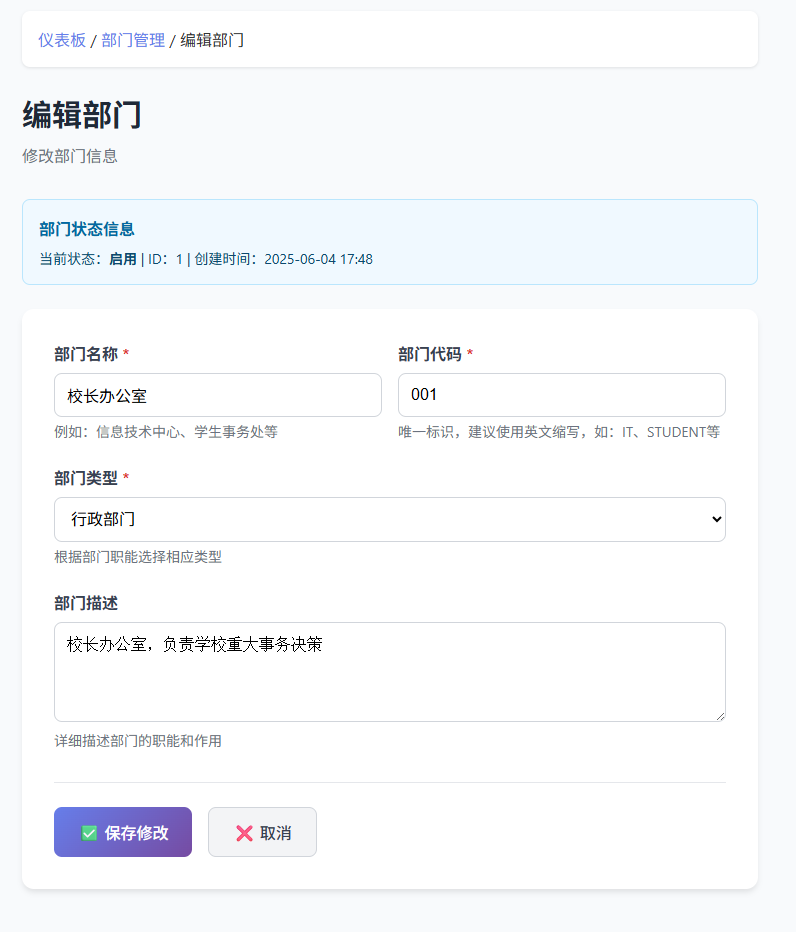 仪表板 / 部门管理 / 编辑部门
编辑部门
修改部门信息
部门状态信息
当前状态：启用 | ID：1 | 创建时间：2025-06-04 17:48
部门名称 *
部门代码 *
校长办公室
001
例如：信息技术中心、学生事务处等
唯一标识，建议使用英文缩写，如：IT、STUDENT等
部门类型 *
行政部门
根据部门职能选择相应类型
部门描述
校长办公室，负责学校重大事务决策
详细描述部门的职能和作用
✅ 保存修改
❌ 取消